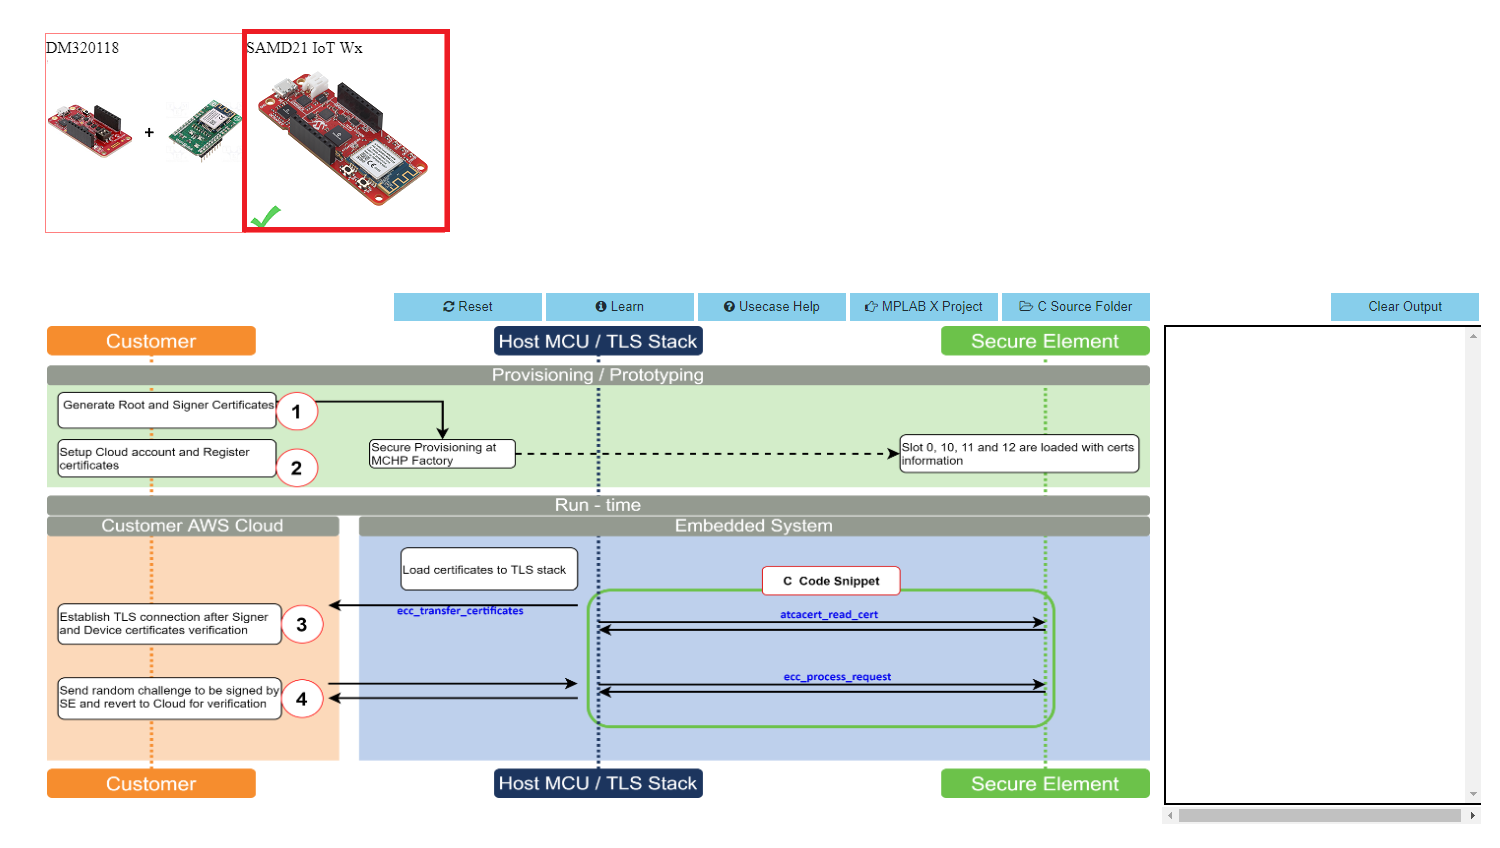 DM320118
SAMD21 IoT Wx
+
Reset
Learn
Usecase Help
MPLAB X Project
C Source Folder
Clear Output
Customer
Host MCU / TLS Stack
Secure Element
Provisioning / Prototyping
Generate Root and Signer Certificates
1
Setup Cloud account and Register
certificates
2
Secure Provisioning at
MCHP Factory
Slot 0, 10, 11 and 12 are loaded with certs
information
Run - time
Customer AWS Cloud
Embedded System
Load certificates to TLS stack
C Code Snippet
ecc_transfer_certificates
atcacert_read_cert
Establish TLS connection after Signer
and Device certificates verification
3
ecc_process_request
Send random challenge to be signed by
SE and revert to Cloud for verification
4
Customer
Host MCU / TLS Stack
Secure Element